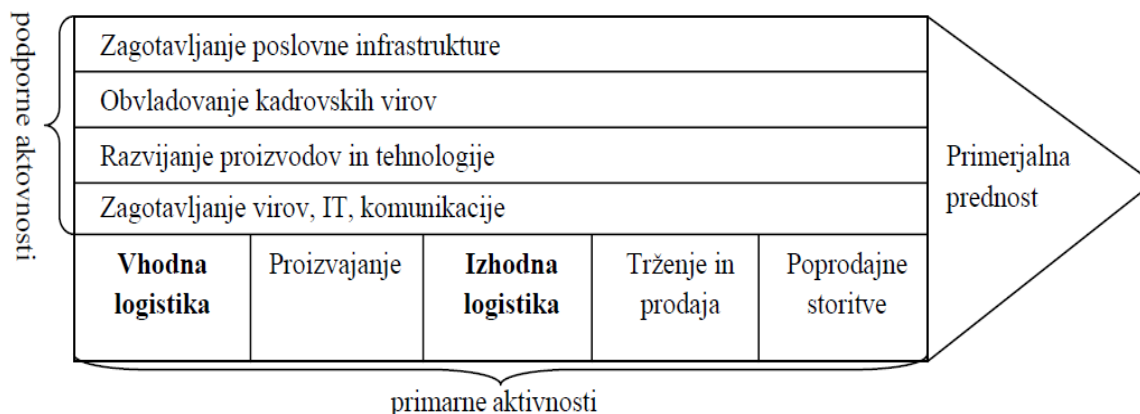 podporne aktovnosti
Zagotavljanje poslovne infrastrukture
Obvladovanje kadrovskih virov
Razvijanje proizvodov in tehnologije
Zagotavljanje virov, IT, komunikacije
Vhodna
logistika
Proizvajanje
Izhodna
logistika
Trženje in
prodaja
Poprodajne
storitve
Primerjalna
prednost
primarne aktivnosti